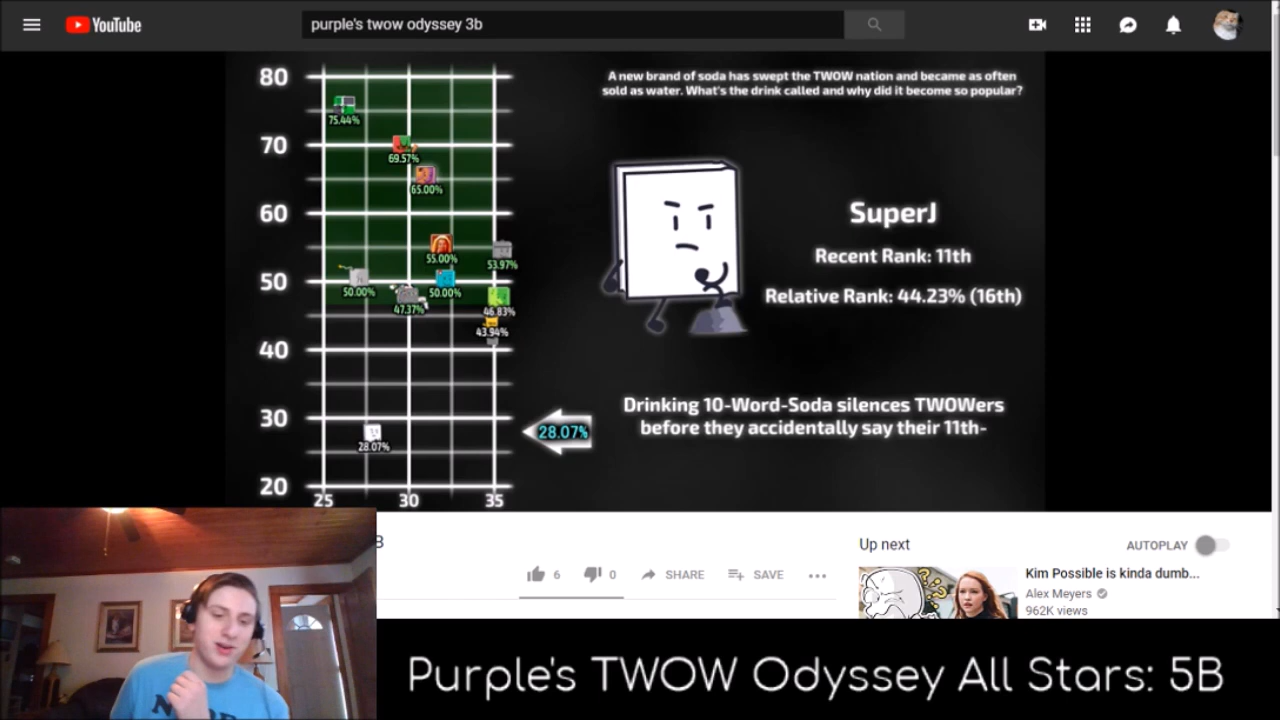 YouTube
purple's twow odyssey 3b
80
70
60
50
40
30
20
25
30
35
75.44%
69.57%
65.00%
55.00%
53.97%
50.00%
50.00%
47.37%
46.83%
43.94%
28.07%
28.07%
A new brand of soda has swept the TWOW nation and became as often
sold as water. What's the drink called and why did it become so popular?
SuperJ
Recent Rank: 11th
Relative Rank: 44.23% (16th)
Drinking 10-Word-Soda silences TWOWers
before they accidentally say their 11th-
B
6
0
SHARE
SAVE
Up next
AUTOPLAY
Kim Possible is kinda dumb...
Alex Meyers
962K views
Purple's TWOW Odyssey All Stars: 5B